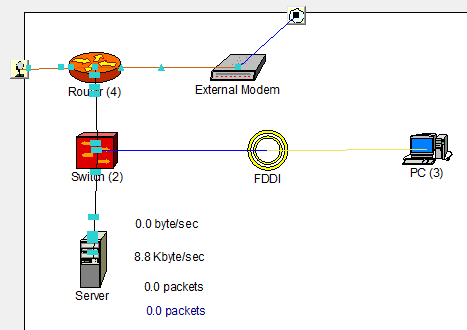 Router (4)
External Modem
Switch (2)
FDDI
PC (3)
0.0 byte/sec
8.8 Kbyte/sec
Server
0.0 packets
0.0 packets